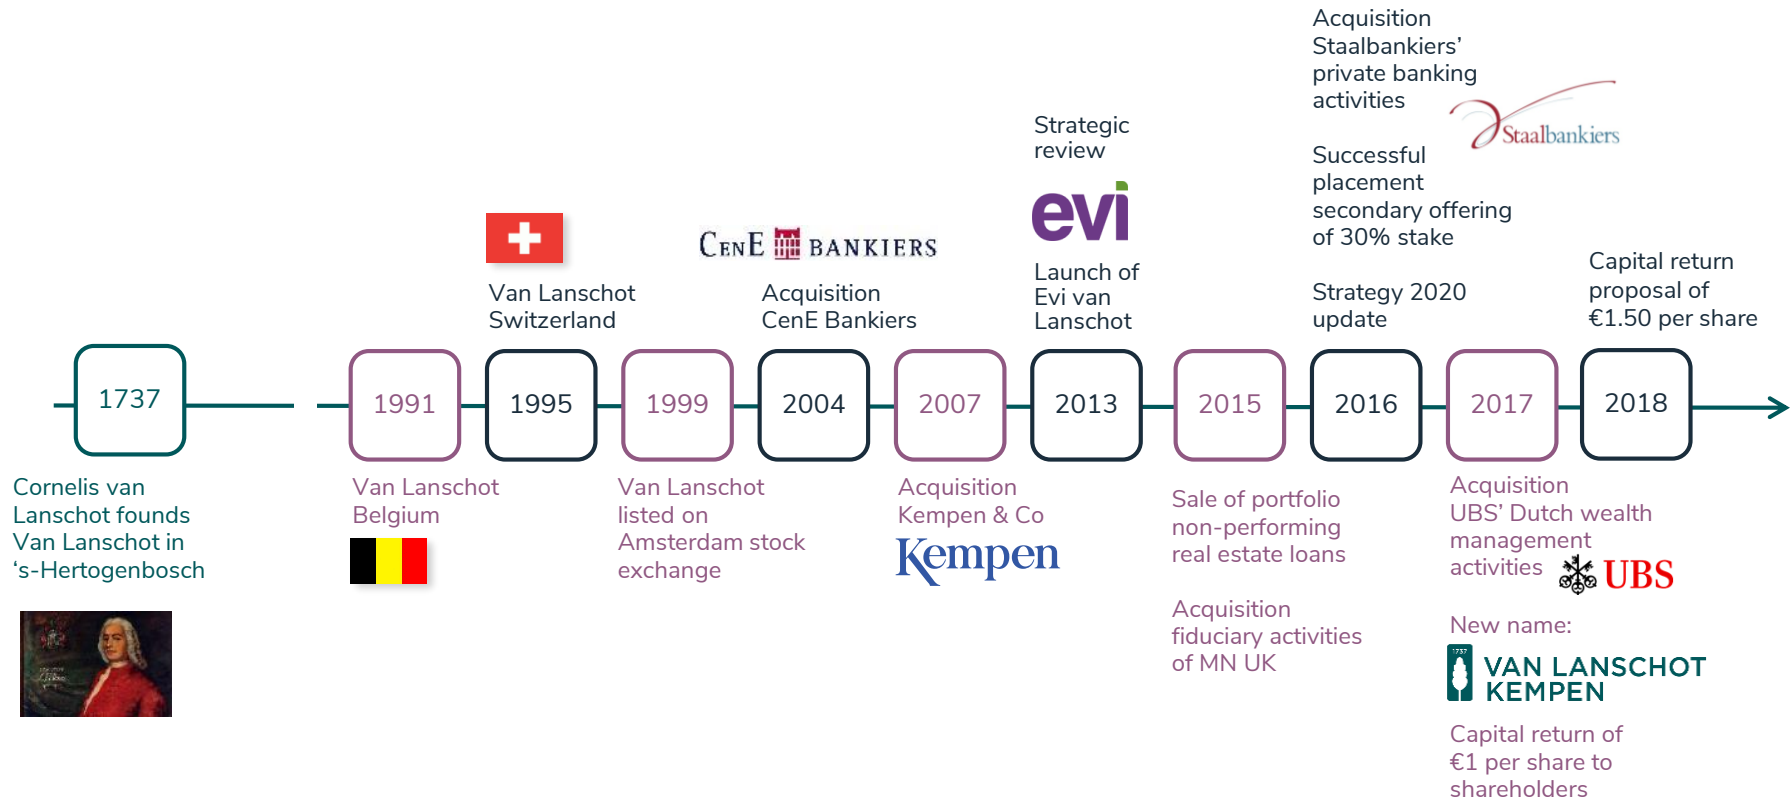 1737
Cornelis van
Lanschot founds
Van Lanschot in
‘s-Hertogenbosch
1991
Van Lanschot
Belgium
Van Lanschot
Switzerland
1995
1999
Van Lanschot
listed on
Amsterdam stock
exchange
CENE BANKIERS
Acquisition
CenE Bankiers
2004
2007
Acquisition
Kempen & Co
Kempen
Strategic
review
evi
Launch of
Evi van
Lanschot
2013
2015
Sale of portfolio
non-performing
real estate loans
Acquisition
fiduciary activities
of MN UK
Acquisition
Staalbankiers’
private banking
activities
Staalbankiers
Successful
placement
secondary offering
of 30% stake
Strategy 2020
update
2016
2017
Acquisition
UBS’ Dutch wealth
management
activities
UBS
New name:
1737
VAN LANSCHOT
KEMPEN
Capital return of
€1 per share to
shareholders
Capital return
proposal of
€1.50 per share
2018